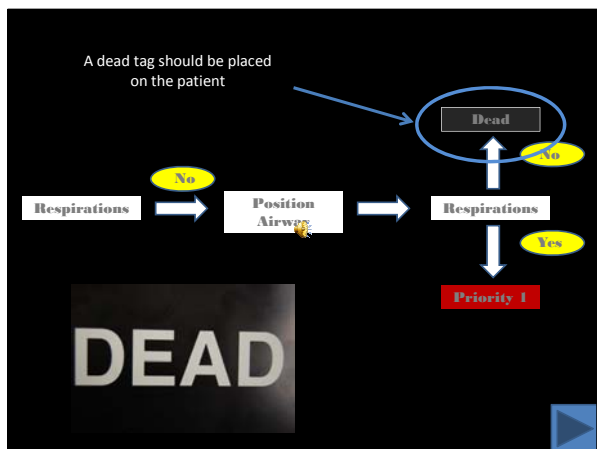 A dead tag should be placed
on the patient
Dead
No
No
Respirations
Position
Airway
Respirations
Yes
Priority 1
DEAD